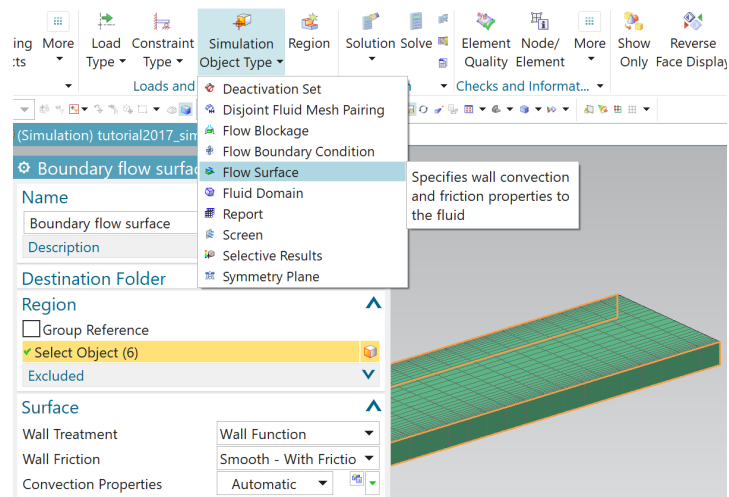 ing More Load Constraint Simulation Region Solution Solve Element Node/ More Show Reverse
cts Type Type Object Type Quality Element Only Face Display
Loads and Checks and Informat...
Deactivation Set
Disjoint Fluid Mesh Pairing
Flow Blockage
(Simulation) tutorial2017_sim
Flow Boundary Condition
Boundary flow surfac
Flow Surface
Specifies wall convection
and friction properties to
the fluid
Fluid Domain
Name
Report
Boundary flow surface
Screen
Description
Selective Results
Destination Folder
Symmetry Plane
Region
Group Reference
Select Object (6)
Excluded
Surface
Wall Treatment Wall Function
Wall Friction Smooth - With Frictio
Convection Properties Automatic